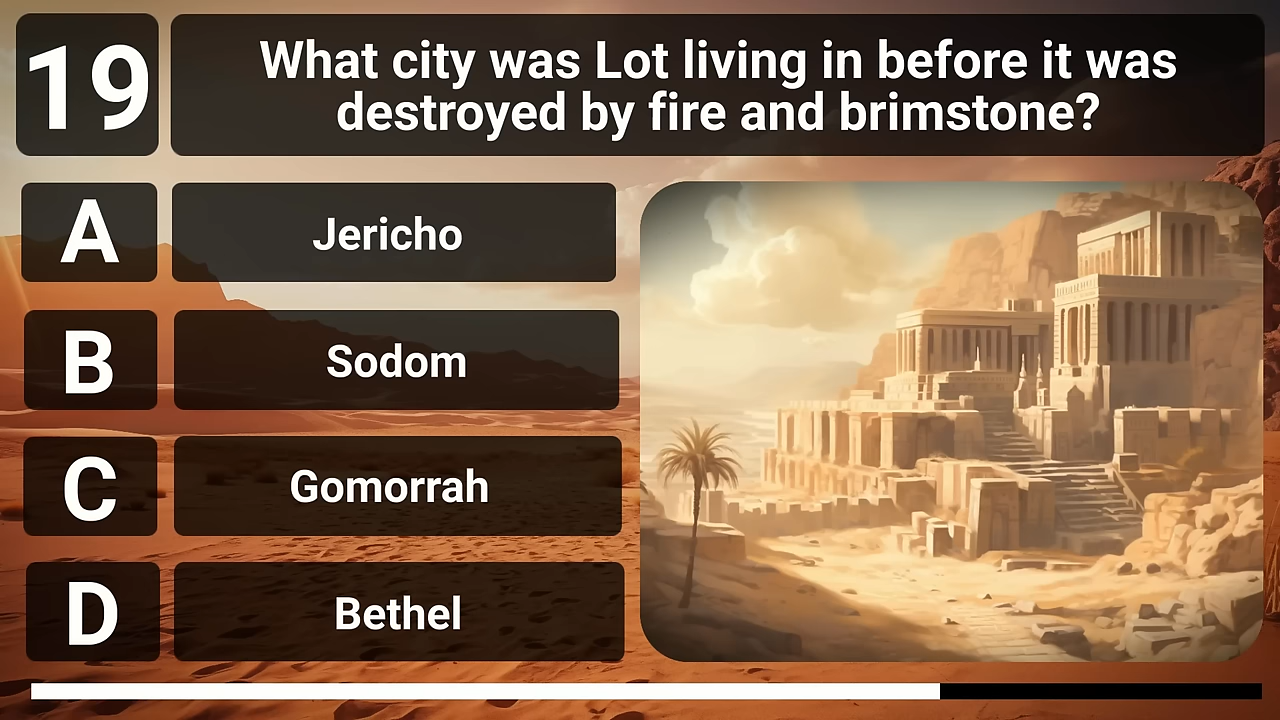 19
What city was Lot living in before it was
destroyed by fire and brimstone?
A
Jericho
B
Sodom
C
Gomorrah
D
Bethel